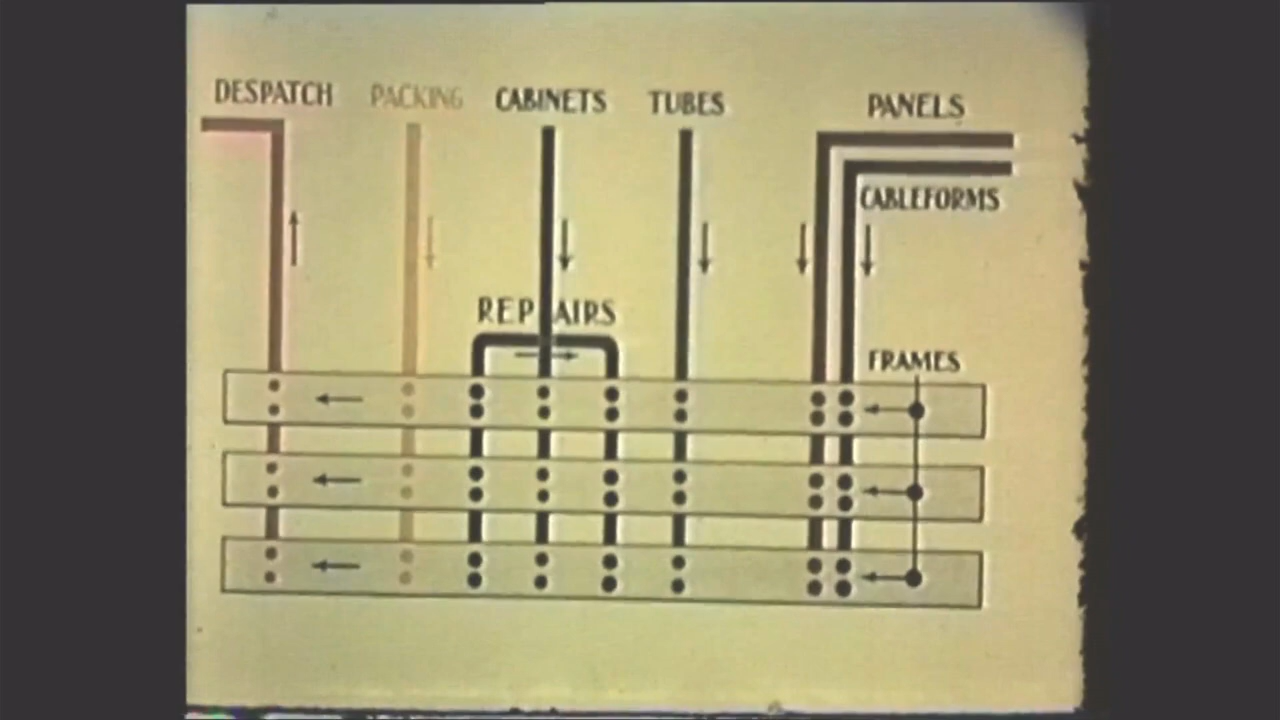 DESPATCH
PACKING
CABINETS
TUBES
PANELS
CABLEFORMS
REPAIRS
FRAMES